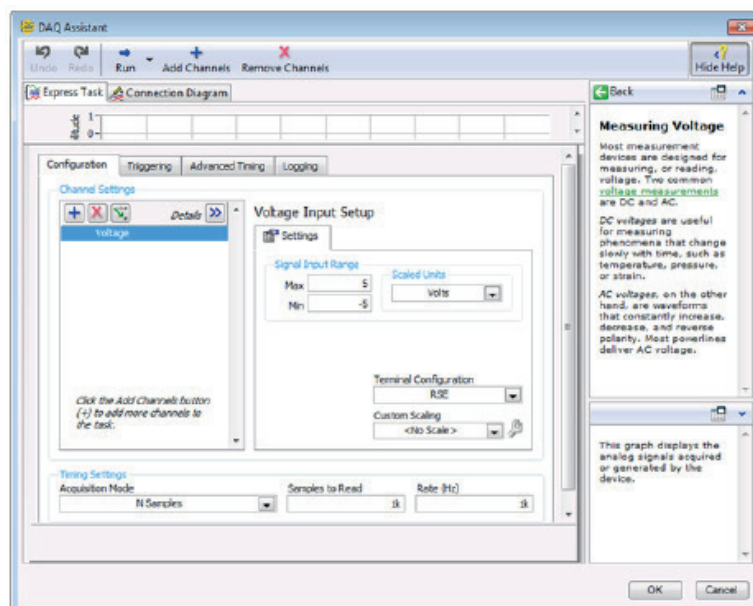 DAQ Assistant
Undo Redo Run Add Channels Remove Channels Hide Help
Express Task Connection Diagram
Back
1
0
Measuring Voltage
Most measurement
devices are designed for
measuring, or reading,
voltage. Two common
voltage measurements
are DC and AC.
DC voltages are useful
for measuring
phenomena that change
slowly with time, such as
temperature, pressure,
or strain.
AC voltages, on the other
hand, are waveforms
that constantly increase,
decrease, and reverse
polarity. Most powerlines
deliver AC voltage.
Configuration Triggering Advanced Timing Logging
Channel Settings
Details
Voltage
Click the Add Channels button
(+) to add more channels to
the task.
Voltage Input Setup
Settings
Signal Input Range
Max 5
Min -5
Scaled Units
Volts
Terminal Configuration
RSE
Custom Scaling
<No Scale>
Timing Settings
Acquisition Mode Samples to Read Rate (Hz)
N Samples 1k 1k
This graph displays the
analog signals acquired
or generated by the
device.
OK Cancel